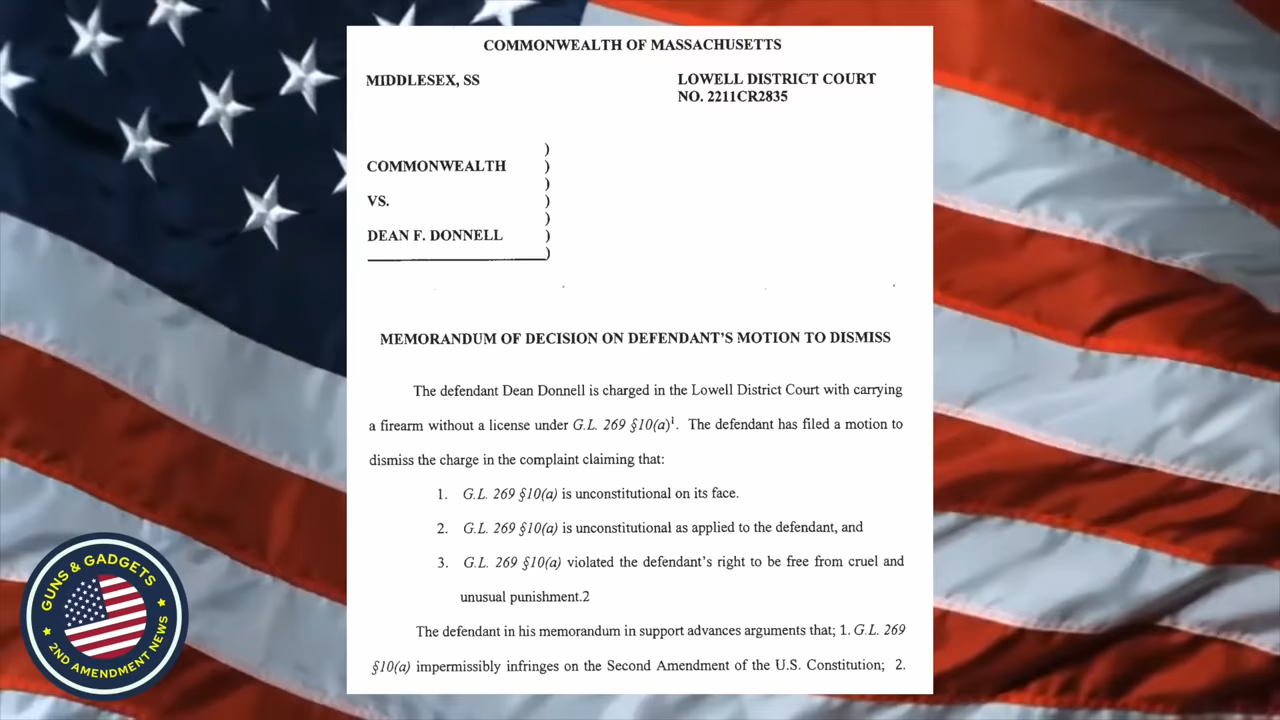 COMMONWEALTH OF MASSACHUSETTS
MIDDLESEX, SS
LOWELL DISTRICT COURT
NO. 2211CR2835
COMMONWEALTH )
VS. )
DEAN F. DONNELL )
MEMORANDUM OF DECISION ON DEFENDANT'S MOTION TO DISMISS
The defendant Dean Donnell is charged in the Lowell District Court with carrying
a firearm without a license under G.L. 269 §10(a)¹. The defendant has filed a motion to
dismiss the charge in the complaint claiming that:
1. G.L. 269 §10(a) is unconstitutional on its face.
2. G.L. 269 §10(a) is unconstitutional as applied to the defendant, and
3. G.L. 269 §10(a) violated the defendant's right to be free from cruel and
unusual punishment.2
The defendant in his memorandum in support advances arguments that; 1. G.L. 269
§10(a) impermissibly infringes on the Second Amendment of the U.S. Constitution; 2.
GUNS & GADGETS
2ND AMENDMENT NEWS